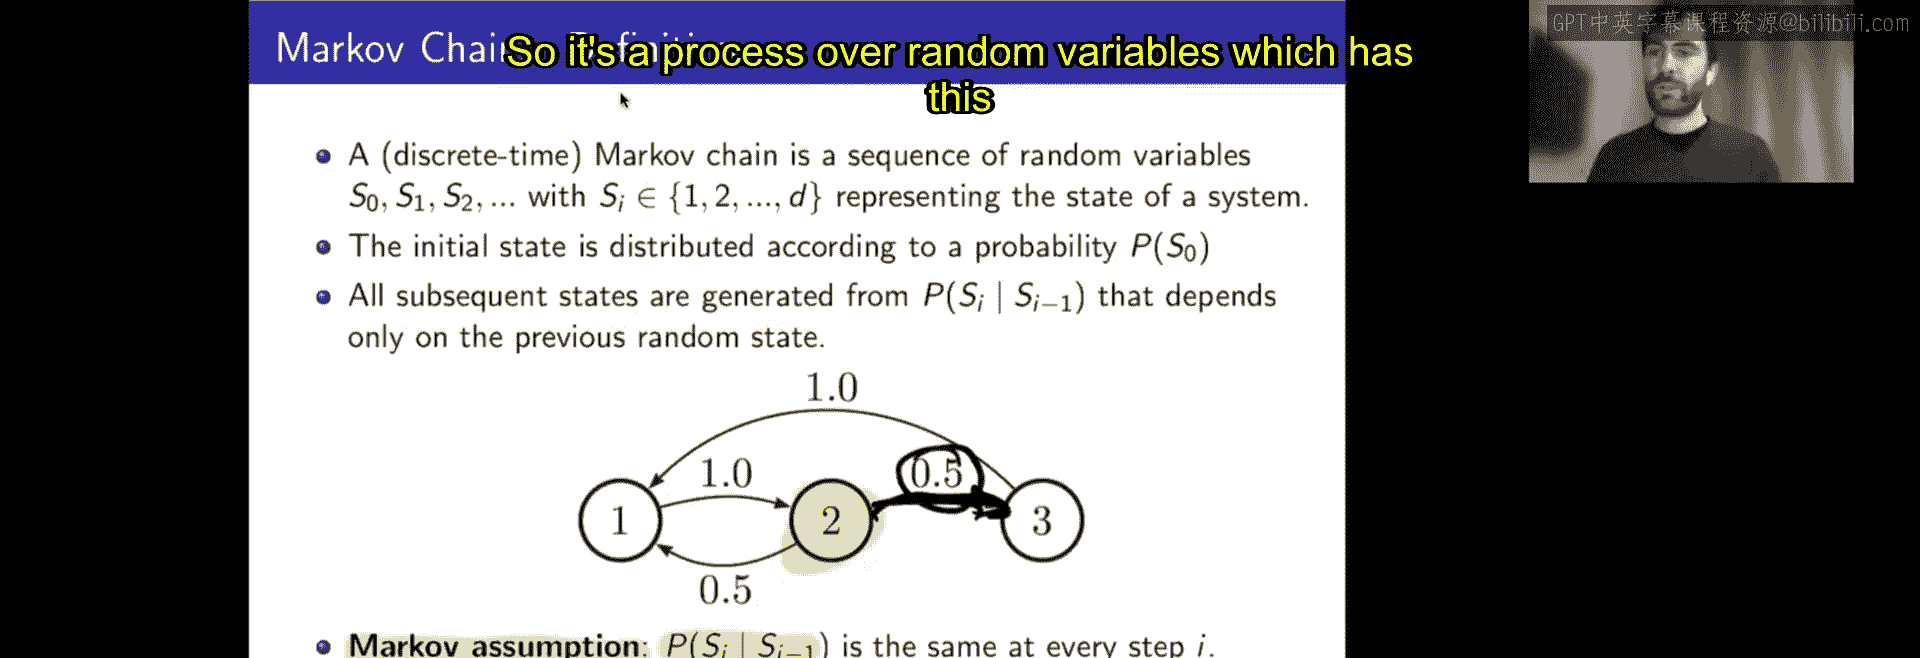 GPT中英字幕课程资源@bilibili.com
Markov Chain
So it's a process over random variables which has
this
• A (discrete-time) Markov chain is a sequence of random variables
S₀, S₁, S₂, ... with Sᵢ ∈ {1, 2, ..., d} representing the state of a system.
• The initial state is distributed according to a probability P(S₀)
• All subsequent states are generated from P(Sᵢ | Sᵢ₋₁) that depends
only on the previous random state.
1.0
1.0
0.5
1
2
3
0.5
• Markov assumption: P(Sᵢ | Sᵢ₋₁) is the same at every step i.